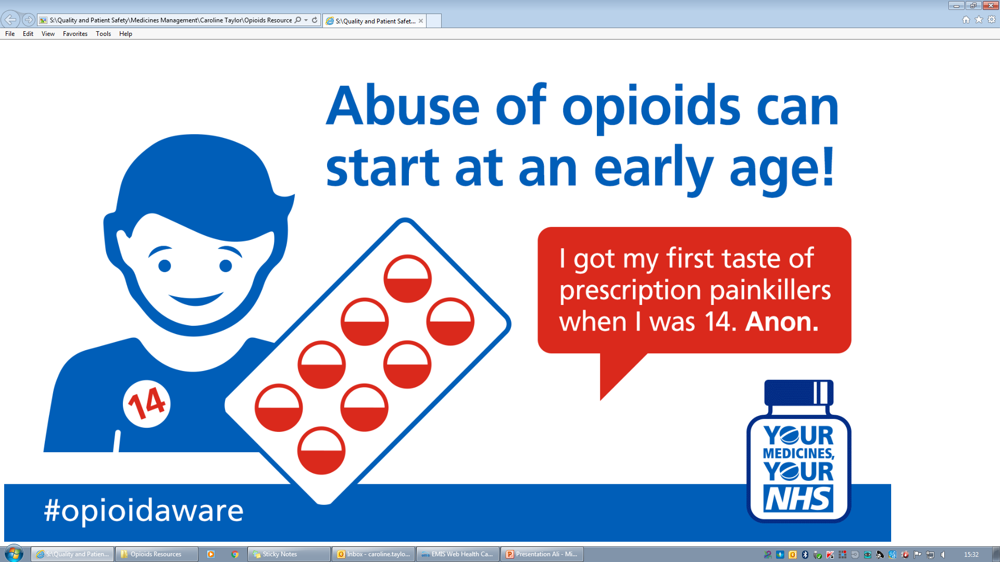 S:\Quality and Patient Safety\Medicines Management\Caroline Taylor\Opioids Resource
S:\Quality and Patient Safet...
File Edit View Favorites Tools Help
Abuse of opioids can
start at an early age!
I got my first taste of
prescription painkillers
when I was 14. Anon.
14
YOUR
MEDICINES,
YOUR
NHS
#opioidaware
S:\Quality and Patien... Opioids Resources Sticky Notes Inbox - caroline.taylo... EMIS Web Health Ca... Presentation Ali - Mi... 15:32